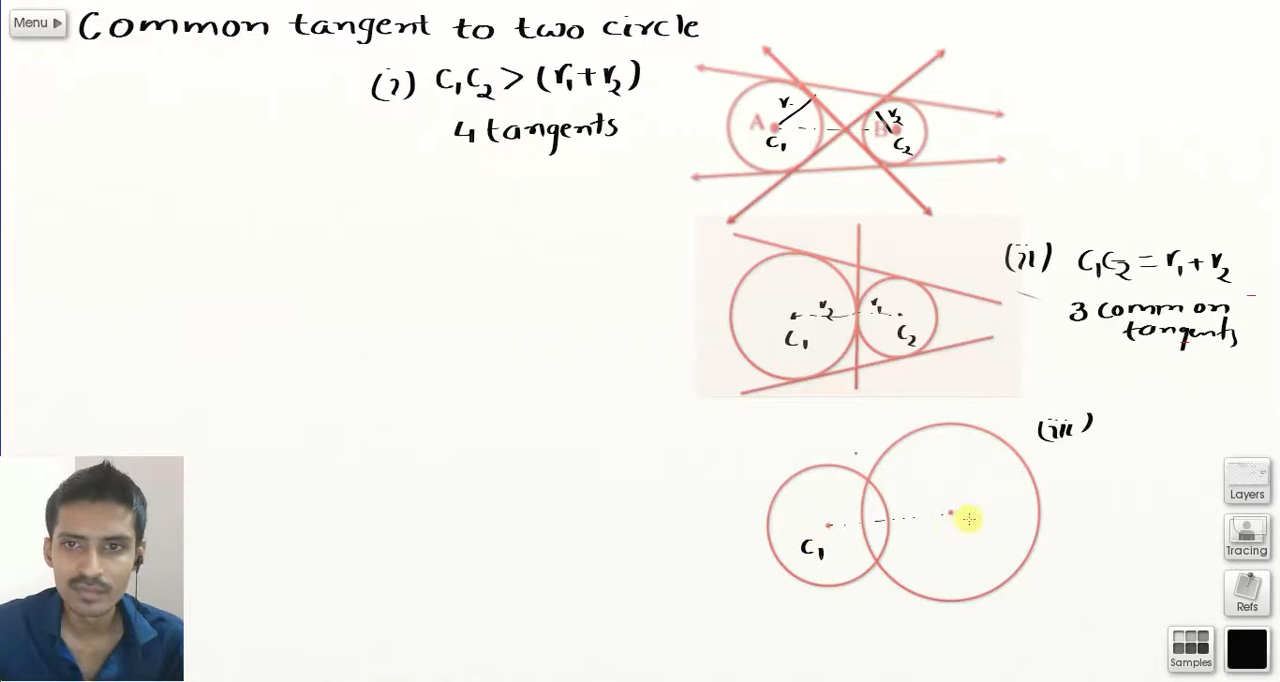 Menu
Common tangent to two circle
(i) C₁C₂ > (r₁+r₂)
4 tangents
A
r
C₁
B
r₂
C₂
(ii) C₁C₂ = r₁+r₂
3 common
tangents
r₂
r₁
C₁
C₂
(iii)
C₁
Layers
Tracing
Refs
Samples